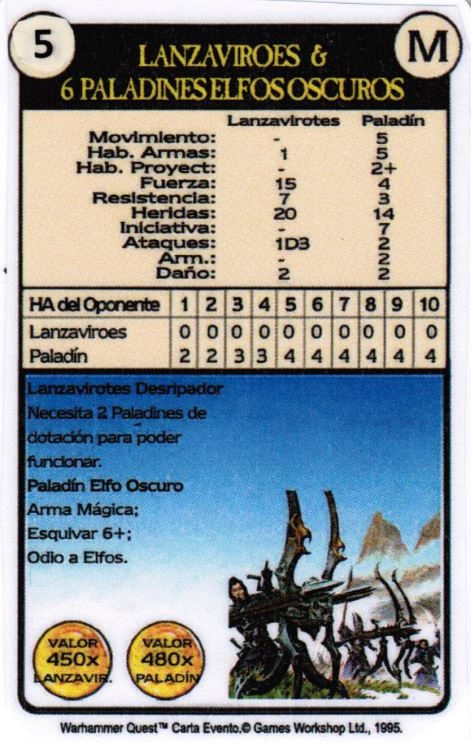 5
M
LANZAVIROES &
6 PALADINES ELFOS OSCUROS
Lanzavirotes Paladín
Movimiento: - 5
Hab. Armas: 1 5
Hab. Proyect: - 2+
Fuerza: 15 4
Resistencia: 7 3
Heridas: 20 14
Iniciativa: - 7
Ataques: 1D3 2
Arm.: - 2
Daño: 2 2
HA del Oponente 1 2 3 4 5 6 7 8 9 10
Lanzaviroes 0 0 0 0 0 0 0 0 0 0
Paladín 2 2 3 3 4 4 4 4 4 4
Lanzavirotes Desripador
Necesita 2 Paladines de
dotación para poder
funcionar.
Paladín Elfo Oscuro
Arma Mágica;
Esquivar 6+;
Odio a Elfos.
VALOR
450x
LANZAVIR.
VALOR
480x
PALADÍN
Warhammer Quest™ Carta Evento.© Games Workshop Ltd., 1995.